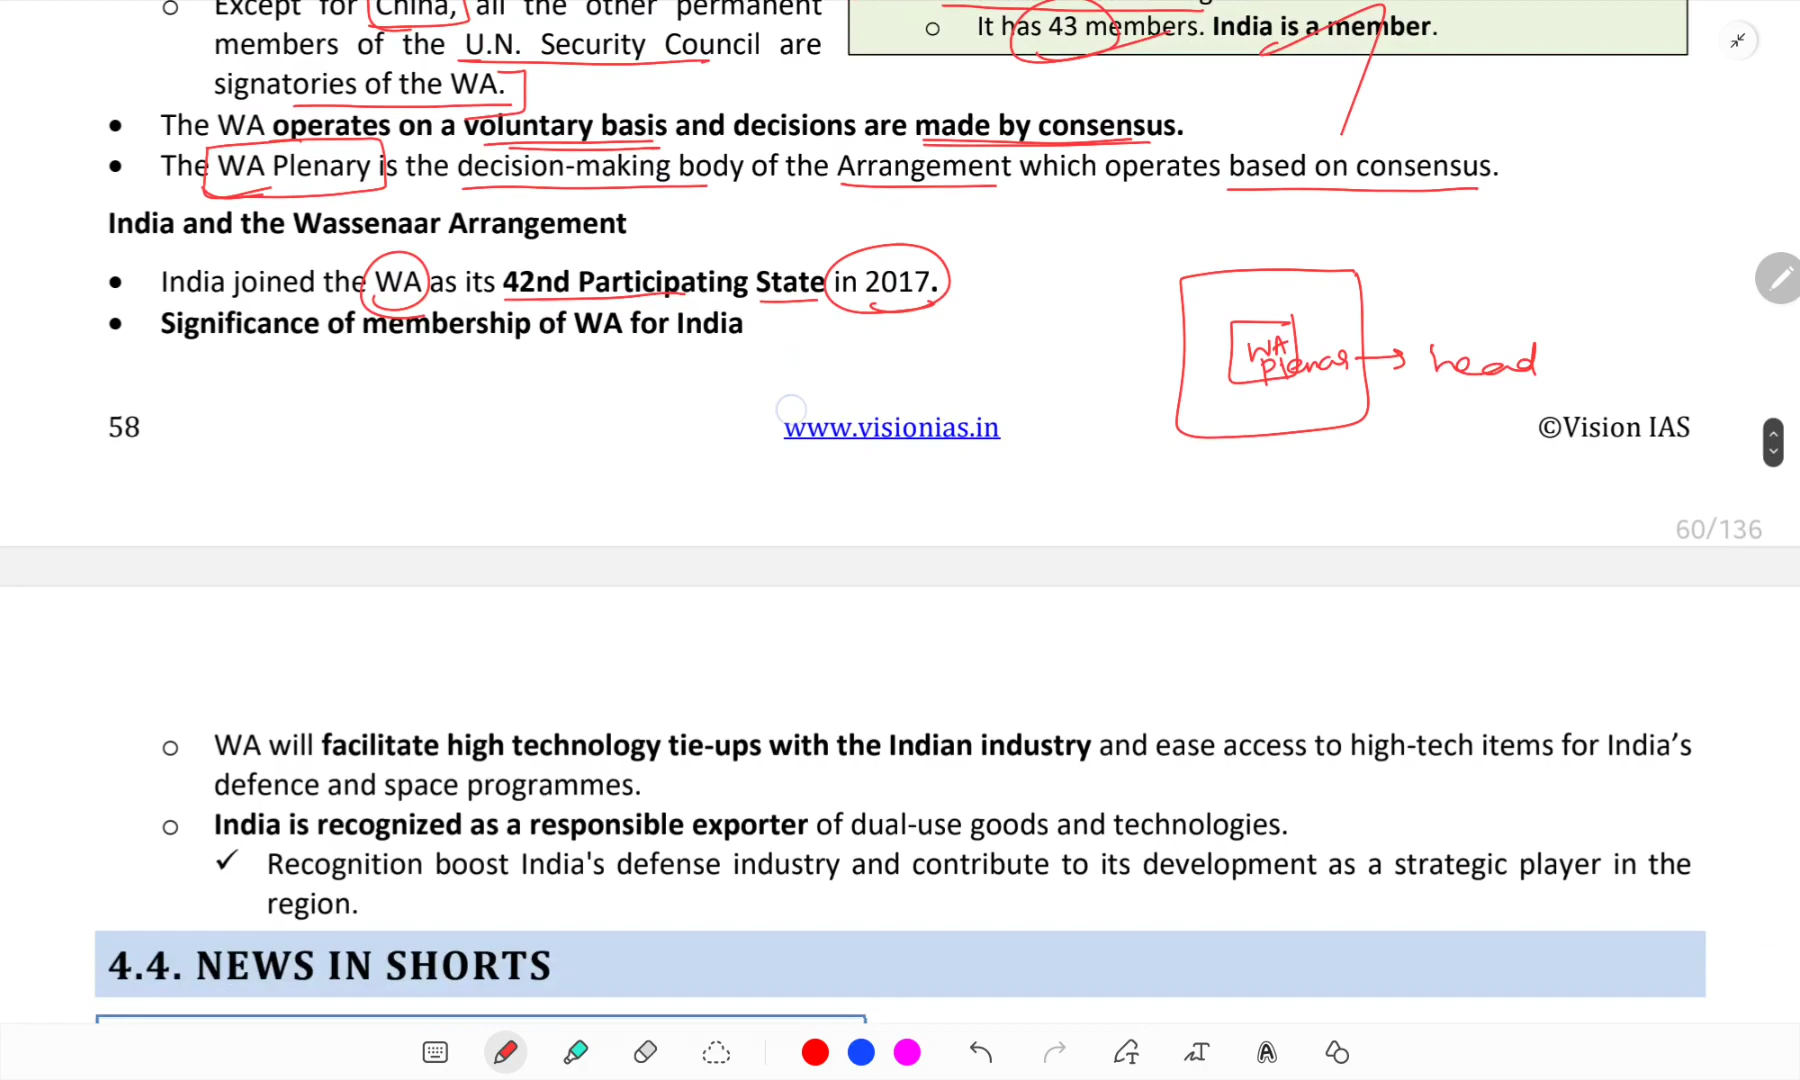 o Except for China, all the other permanent
members of the U.N. Security Council are
signatories of the WA.
o It has 43 members. India is a member.
• The WA operates on a voluntary basis and decisions are made by consensus.
• The WA Plenary is the decision-making body of the Arrangement which operates based on consensus.
India and the Wassenaar Arrangement
• India joined the WA as its 42nd Participating State in 2017.
• Significance of membership of WA for India
WA
plenary → head
58 www.visionias.in ©Vision IAS
60/136
o WA will facilitate high technology tie-ups with the Indian industry and ease access to high-tech items for India’s
defence and space programmes.
o India is recognized as a responsible exporter of dual-use goods and technologies.
✓ Recognition boost India's defense industry and contribute to its development as a strategic player in the
region.
4.4. NEWS IN SHORTS